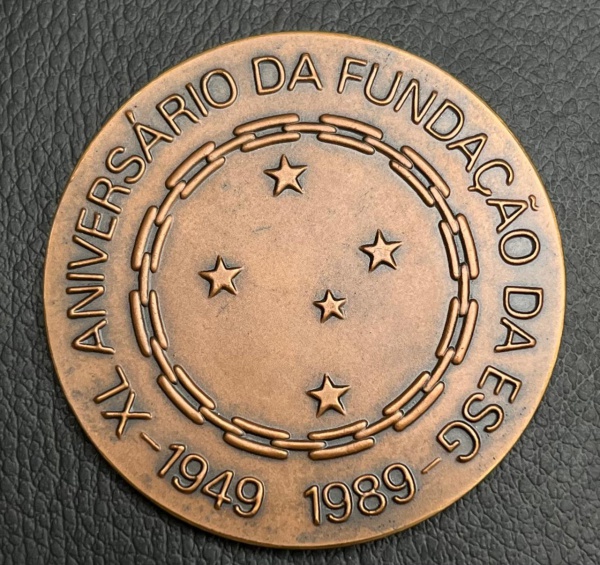 XL ANIVERSÁRIO DA FUNDAÇÃO DA ESG -
- 1949 1989